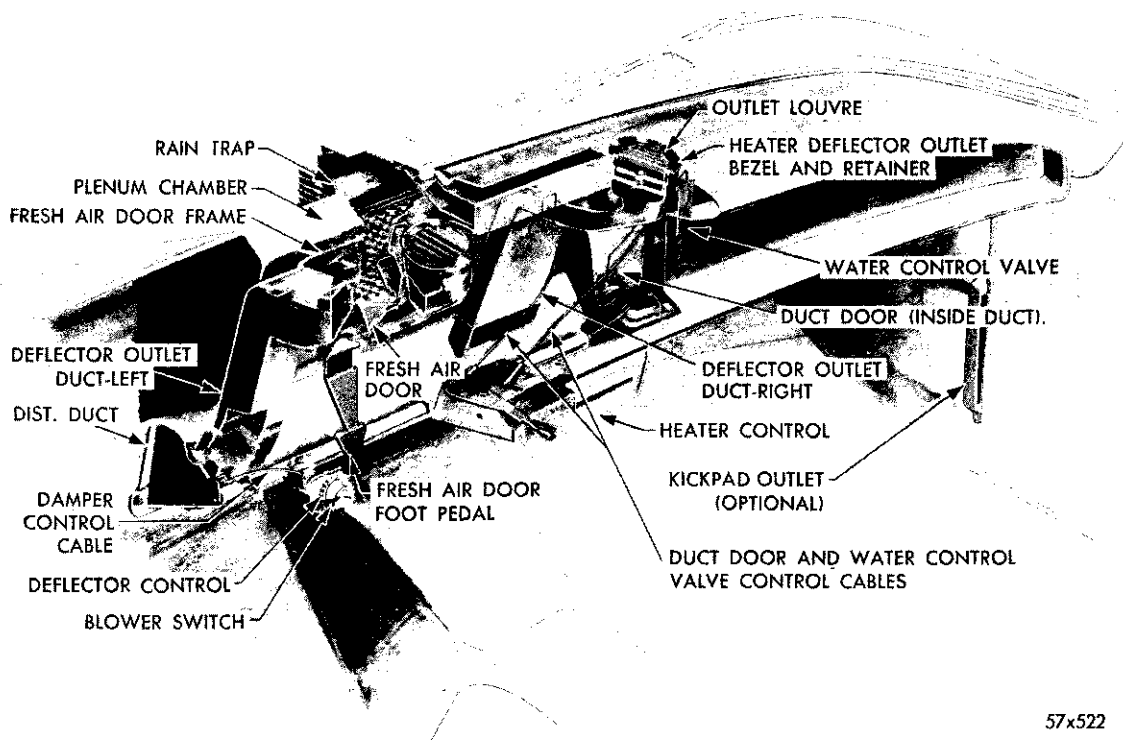 OUTLET LOUVRE
HEATER DEFLECTOR OUTLET
BEZEL AND RETAINER
RAIN TRAP
PLENUM CHAMBER
FRESH AIR DOOR FRAME
WATER CONTROL VALVE
DUCT DOOR (INSIDE DUCT).
DEFLECTOR OUTLET
DUCT-LEFT
FRESH AIR
DOOR
DEFLECTOR OUTLET
DUCT-RIGHT
DIST. DUCT
HEATER CONTROL
KICKPAD OUTLET
(OPTIONAL)
DAMPER
CONTROL
CABLE
FRESH AIR DOOR
FOOT PEDAL
DUCT DOOR AND WATER CONTROL
VALVE CONTROL CABLES
DEFLECTOR CONTROL
BLOWER SWITCH
57x522